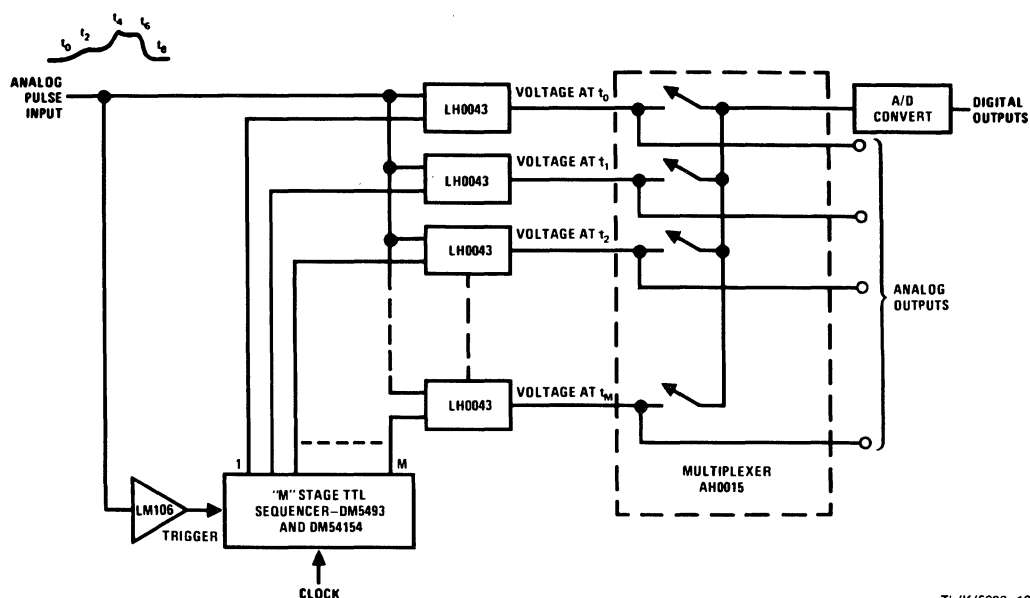 t0 t2 t4 t6 t8
ANALOG
PULSE
INPUT
LH0043
VOLTAGE AT t0
LH0043
VOLTAGE AT t1
LH0043
VOLTAGE AT t2
LH0043
VOLTAGE AT tM
A/D
CONVERT
DIGITAL
OUTPUTS
ANALOG
OUTPUTS
MULTIPLEXER
AH0015
1
M
"M" STAGE TTL
SEQUENCER–DM5493
AND DM54154
LM106
TRIGGER
CLOCK